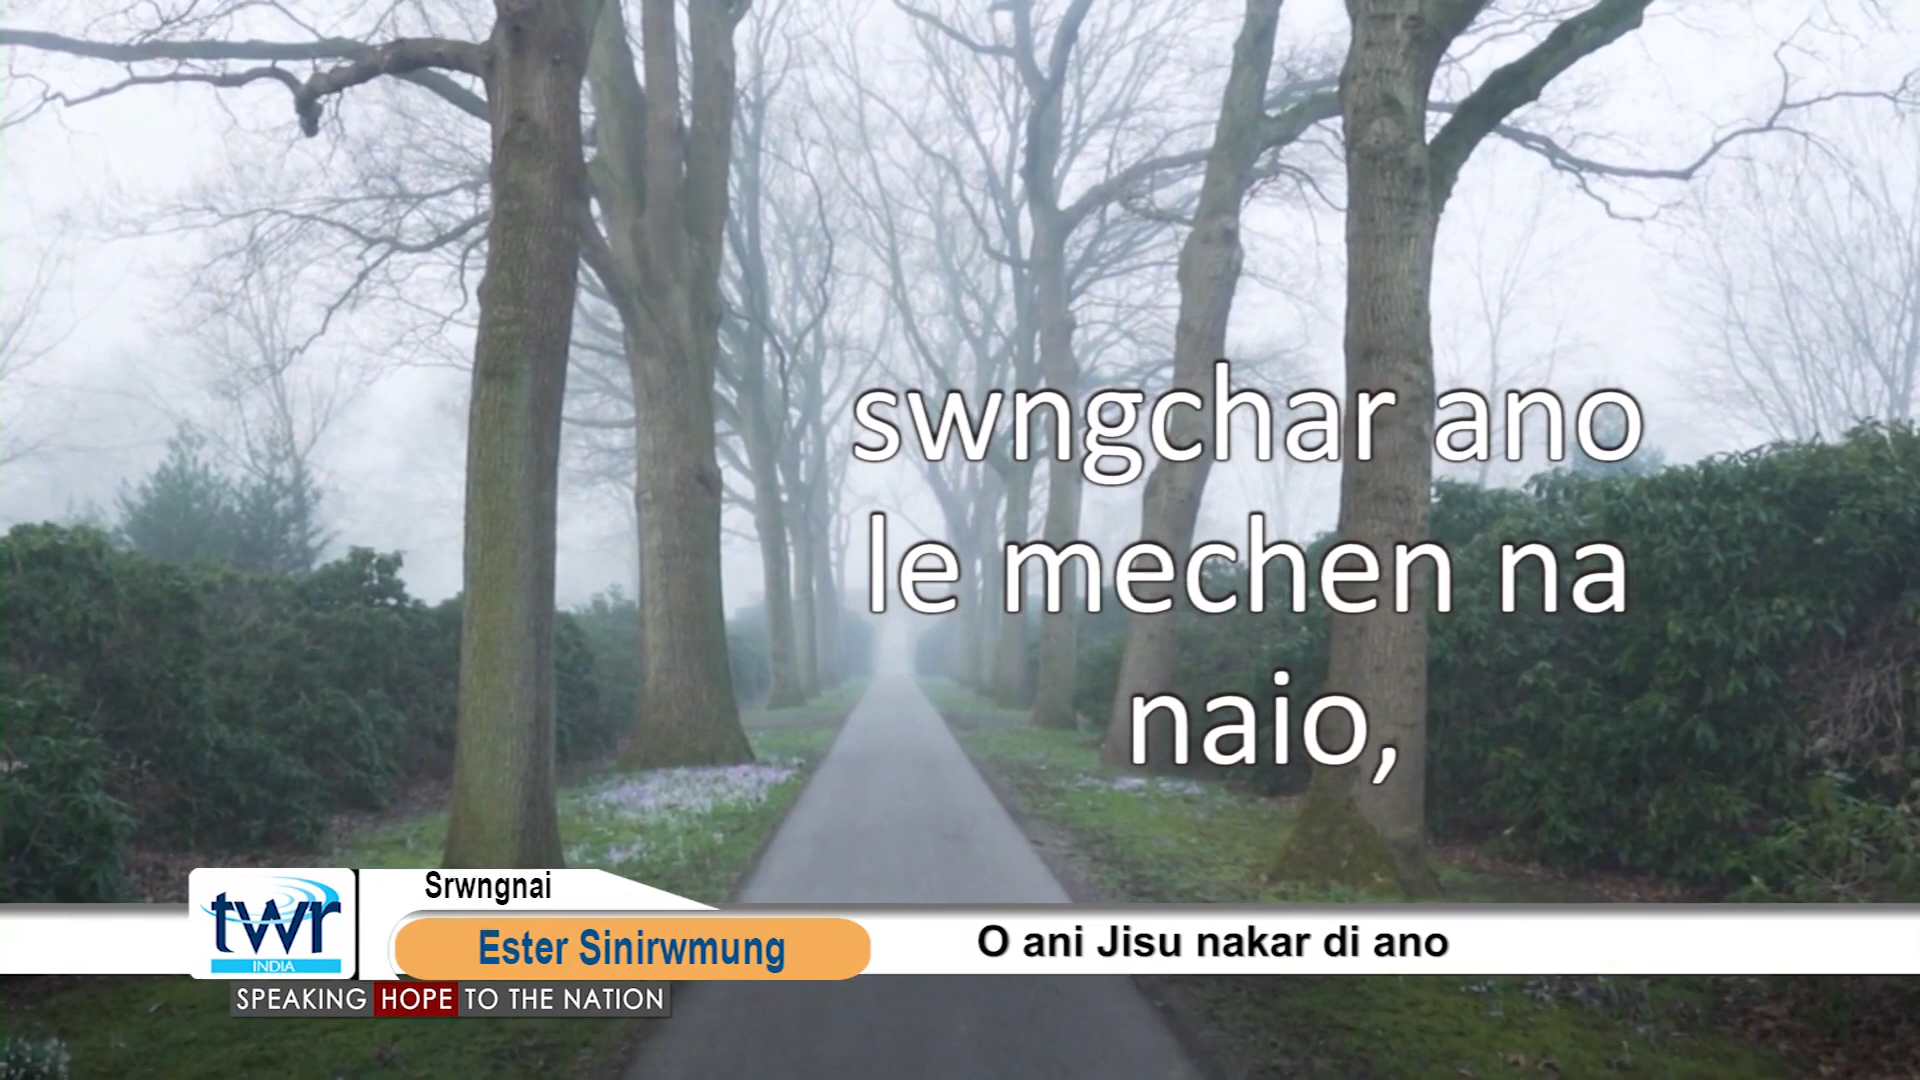 swngchar ano
le mechen na
naio,
Srwngnai
twr
INDIA
Ester Sinirwmung
O ani Jisu nakar di ano
SPEAKING HOPE TO THE NATION